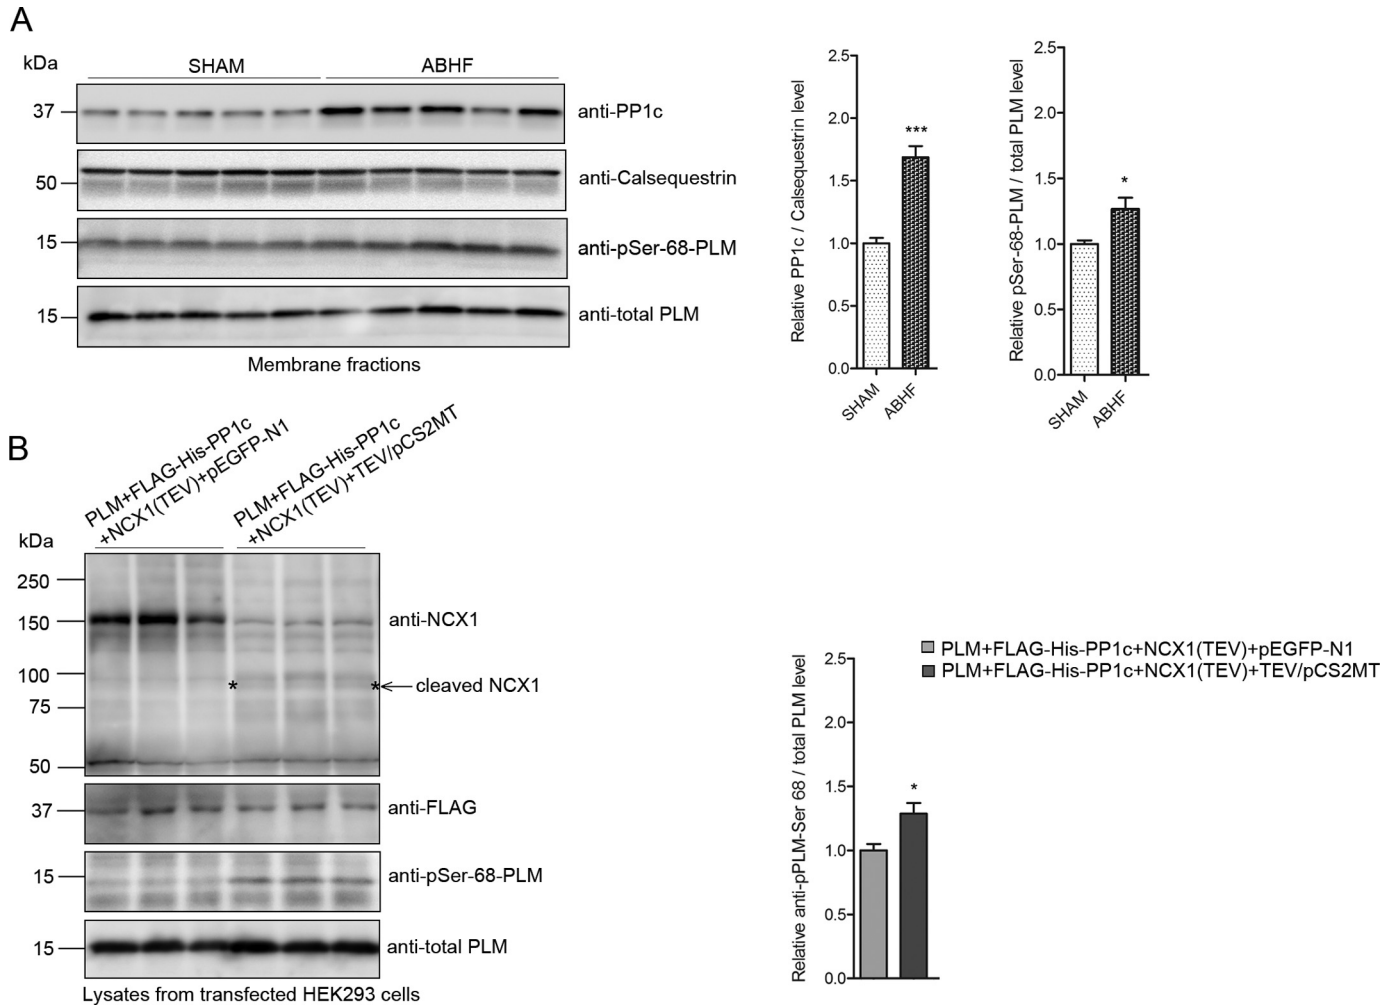 A
kDa
SHAM
ABHF
37
anti-PP1c
50
anti-Calsequestrin
15
anti-pSer-68-PLM
15
anti-total PLM
Membrane fractions
Relative PP1c / Calsequestrin level
2.5
2.0
1.5
1.0
0.5
0.0
***
SHAM
ABHF
Relative pSer-68-PLM / total PLM level
2.5
2.0
1.5
1.0
0.5
0.0
*
SHAM
ABHF
B
PLM+FLAG-His-PP1c
+NCX1(TEV)+pEGFP-N1
PLM+FLAG-His-PP1c
+NCX1(TEV)+TEV/pCS2MT
kDa
250
150
anti-NCX1
100
* * cleaved NCX1
75
50
37
anti-FLAG
15
anti-pSer-68-PLM
15
anti-total PLM
Lysates from transfected HEK293 cells
PLM+FLAG-His-PP1c+NCX1(TEV)+pEGFP-N1
PLM+FLAG-His-PP1c+NCX1(TEV)+TEV/pCS2MT
Relative anti-pPLM-Ser 68 / total PLM level
2.5
2.0
1.5
1.0
0.5
0.0
*